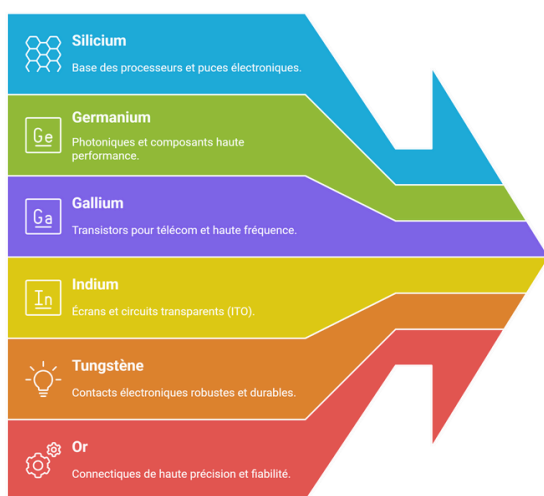 Silicium
Base des processeurs et puces électroniques.
Ge
Germanium
Photoniques et composants haute
performance.
Ga
Gallium
Transistors pour télécom et haute fréquence.
In
Indium
Écrans et circuits transparents (ITO).
Tungstène
Contacts électroniques robustes et durables.
Or
Connectiques de haute précision et fiabilité.